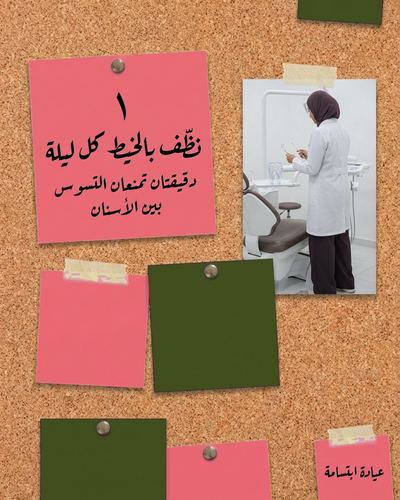 ١
نظّف بالخيط كل ليلة
دقيقتان تمنعان التسوس
بين الأسنان
عيادة ابتسامة